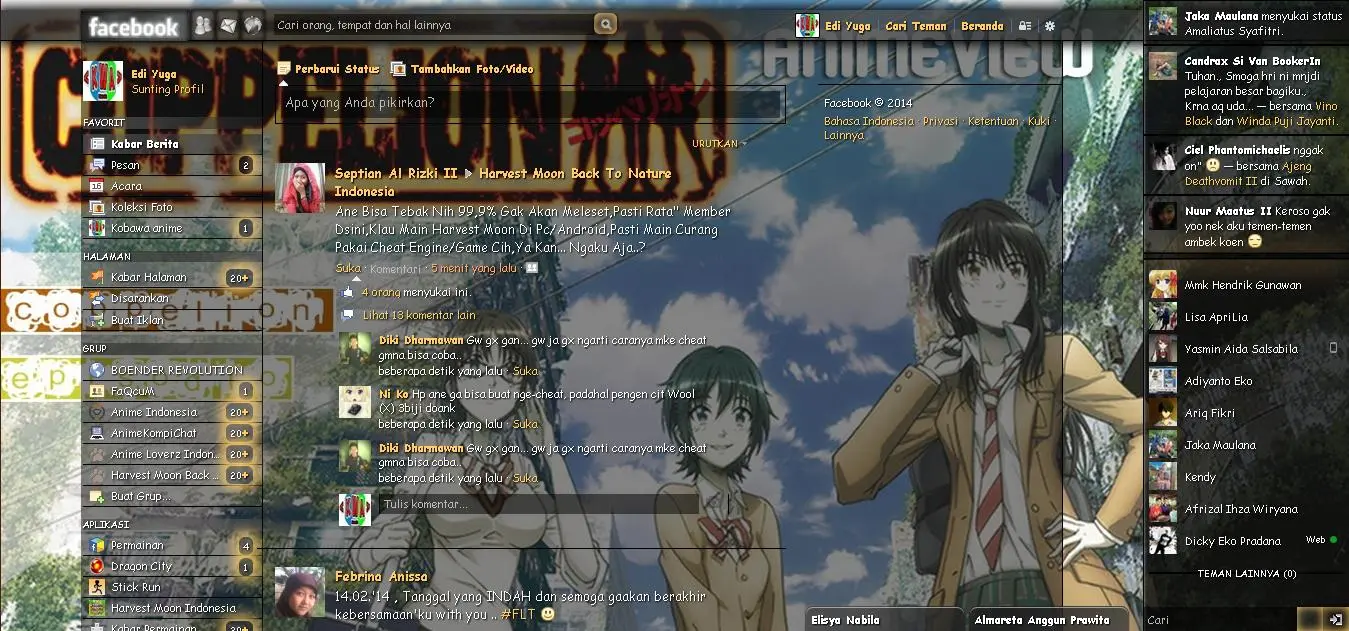 facebook
Cari orang, tempat dan hal lainnya
Edi Yuga
Cari Teman
Beranda
COPPELION
コッペリオン
ANIMEVIEW
Edi Yuga
Sunting Profil
FAVORIT
Kabar Berita
Pesan 2
Acara
Koleksi Foto
Kobawa anime 1
HALAMAN
Kabar Halaman 20+
Disarankan
Buat Iklan
coppelion
GRUP
BOENDER REVOLUTION
FaQcuM 1
Anime Indonesia 20+
AnimeKompiChat 20+
Anime Loverz Indon... 20+
Harvest Moon Back ... 20+
Buat Grup...
APLIKASI
Permainan 4
Dragon City 1
Stick Run
Harvest Moon Indonesia
Kabar Permainan 20+
Perbarui Status
Tambahkan Foto/Video
Apa yang Anda pikirkan?
URUTKAN
Septian Al Rizki II Harvest Moon Back To Nature
Indonesia
Ane Bisa Tebak Nih 99,9% Gak Akan Meleset,Pasti Rata" Member
Dsini,Klau Main Harvest Moon Di Pc/Android,Pasti Main Curang
Pakai Cheat Engine/Game Cih,Ya Kan... Ngaku Aja..?
Suka · Komentari · 5 menit yang lalu ·
4 orang menyukai ini.
Lihat 13 komentar lain
Diki Dharmawan Gw gx gan... gw ja gx ngarti caranya mke cheat
gmna bisa coba..
beberapa detik yang lalu · Suka
Ni Ko Hp ane ga bisa buat nge-cheat, padahal pengen cjt Wool
(X) 3biji doank
beberapa detik yang lalu · Suka
Diki Dharmawan Gw gx gan... gw ja gx ngarti caranya mke cheat
gmna bisa coba..
beberapa detik yang lalu · Suka
Tulis komentar...
Febrina Anissa
14.02.'14 , Tanggal yang INDAH dan semoga gaakan berakhir
kebersamaan'ku with you .. #FLT
Facebook © 2014
Bahasa Indonesia · Privasi · Ketentuan · Kuki ·
Lainnya
Jaka Maulana menyukai status
Amaliatus Syafitri.
Candrax Si Van BookerIn
Tuhan., Smoga hri ni mnjdi
pelajaran besar bagiku.,
Krna aq uda... — bersama Vino
Black dan Winda Puji Jayanti.
Ciel Phantomichaelis nggak
on" — bersama Ajeng
Deathvomit II di Sawah.
Nuur Maatus II Keroso gak
yoo nek aku temen-temen
ambek koen
Mmk Hendrik Gunawan
Lisa ApriLia
Yasmin Aida Salsabila
Adiyanto Eko
Ariq Fikri
Jaka Maulana
Kendy
Afrizal Ihza Wiryana
Dicky Eko Pradana Web
TEMAN LAINNYA (0)
Cari
Elisya Nabila
Almareta Anggun Prawita